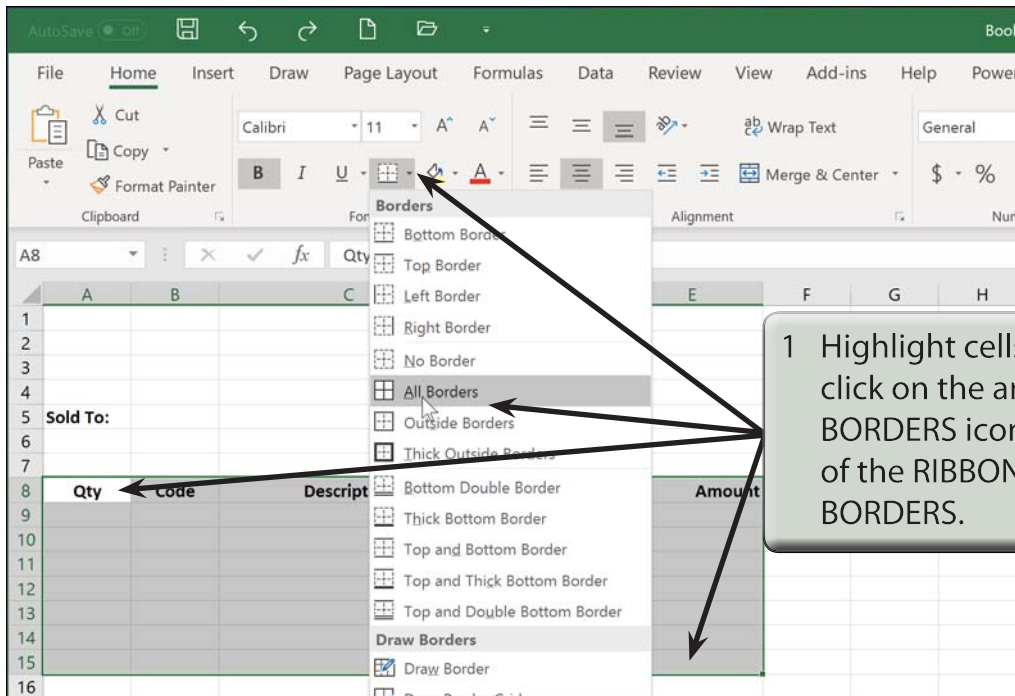 AutoSave Off
File Home Insert Draw Page Layout Formulas Data Review View Add-ins Help
Cut
Calibri 11 A^ A˅ ab Wrap Text General
Paste
Copy
B I U A Merge & Center $ %
Format Painter
Clipboard Alignment
A8 fx Qty
Borders
Bottom Border
Top Border
Left Border
Right Border
No Border
All Borders
Outside Borders
Thick Outside Borders
Bottom Double Border
Thick Bottom Border
Top and Bottom Border
Top and Thick Bottom Border
Top and Double Bottom Border
Draw Borders
Draw Border
A B C E F G H
1
2
3
4
5 Sold To:
6
7
8 Qty Code Amount
9
10
11
12
13
14
15
16
1 Highlight
click on the
BORDERS
of the RIBBON
BORDERS.